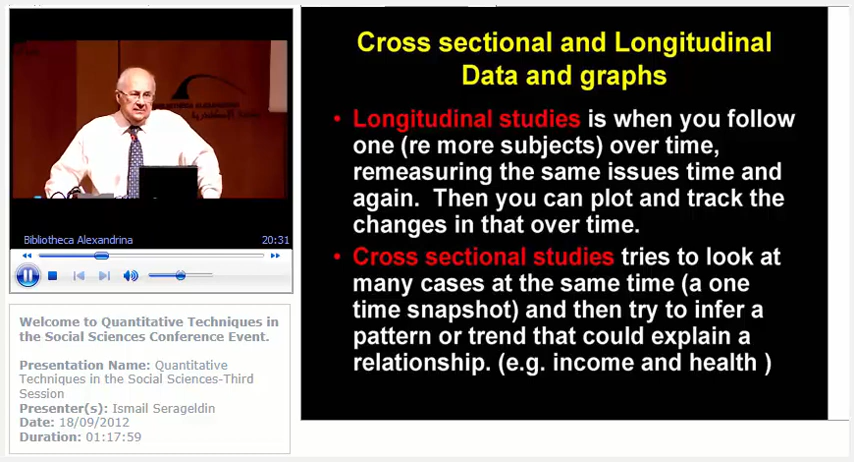 Bibliotheca Alexandrina
20:31
Welcome to Quantitative Techniques in
the Social Sciences Conference Event.
Presentation Name: Quantitative
Techniques in the Social Sciences-Third
Session
Presenter(s): Ismail Serageldin
Date: 18/09/2012
Duration: 01:17:59
Cross sectional and Longitudinal
Data and graphs
• Longitudinal studies is when you follow
one (re more subjects) over time,
remeasuring the same issues time and
again. Then you can plot and track the
changes in that over time.
• Cross sectional studies tries to look at
many cases at the same time (a one
time snapshot) and then try to infer a
pattern or trend that could explain a
relationship. (e.g. income and health )